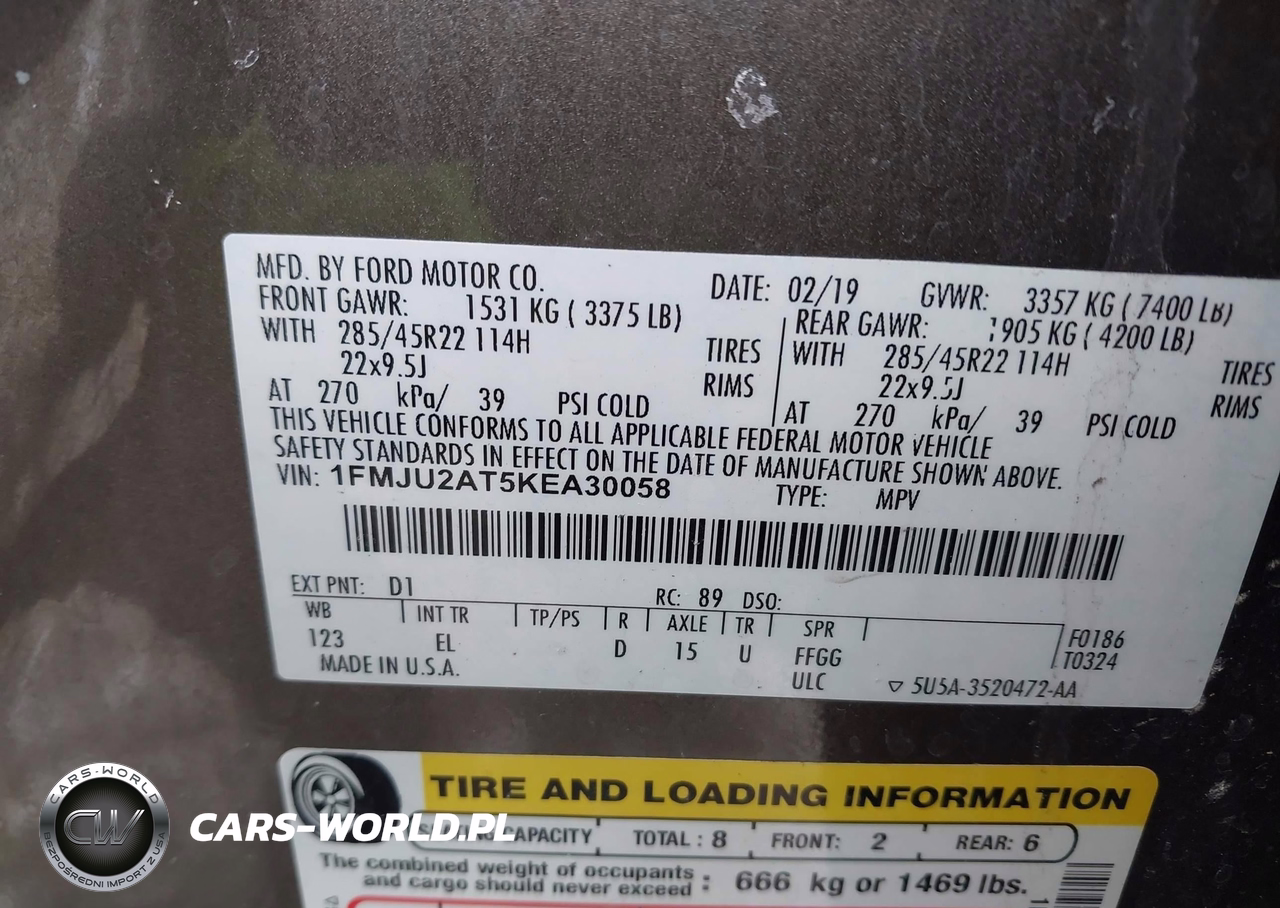 MFD. BY FORD MOTOR CO.
DATE: 02/19 GVWR: 3357 KG ( 7400 LB)
FRONT GAWR: 1531 KG ( 3375 LB)
REAR GAWR: 1905 KG ( 4200 LB)
WITH 285/45R22 114H TIRES
WITH 285/45R22 114H TIRES
22x9.5J RIMS
22x9.5J RIMS
AT 270 kPa/ 39 PSI COLD
AT 270 kPa/ 39 PSI COLD
THIS VEHICLE CONFORMS TO ALL APPLICABLE FEDERAL MOTOR VEHICLE
SAFETY STANDARDS IN EFFECT ON THE DATE OF MANUFACTURE SHOWN ABOVE.
VIN: 1FMJU2AT5KEA30058 TYPE: MPV
EXT PNT: D1 RC: 89 DSO:
WB INT TR TP/PS R AXLE TR SPR
123 EL D 15 U FFGG
F0186
T0324
MADE IN U.S.A. ULC 5U5A-3520472-AA
TIRE AND LOADING INFORMATION
CAPACITY TOTAL : 8 FRONT: 2 REAR: 6
The combined weight of occupants
and cargo should never exceed : 666 kg or 1469 lbs.
CARS-WORLD
CW
BEZPOŚREDNI IMPORT Z USA
CARS-WORLD.PL